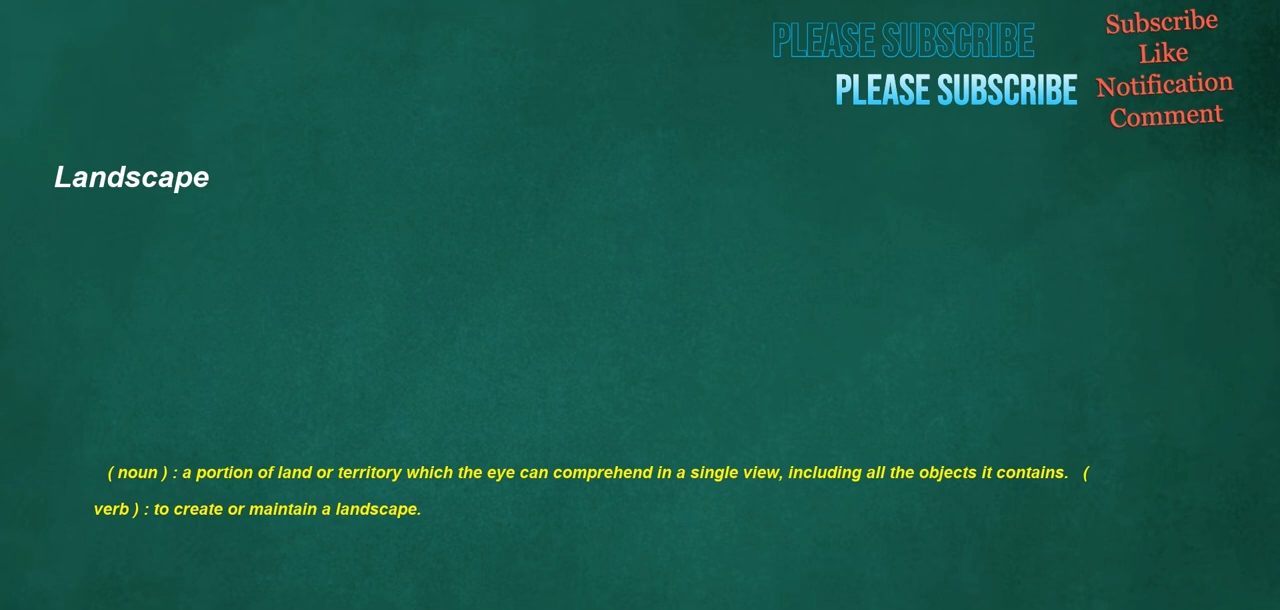 PLEASE SUBSCRIBE
PLEASE SUBSCRIBE
Subscribe
Like
Notification
Comment
Landscape
( noun ) : a portion of land or territory which the eye can comprehend in a single view, including all the objects it contains. (
verb ) : to create or maintain a landscape.